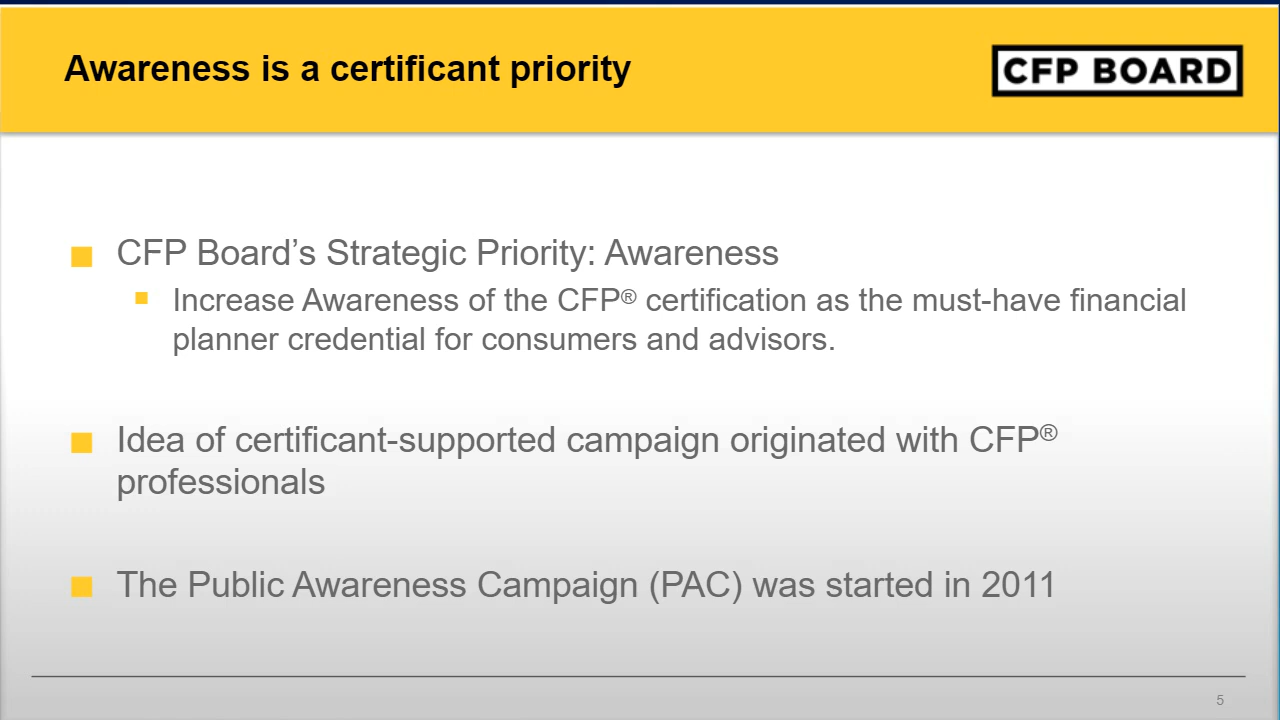 Awareness is a certificant priority
CFP BOARD
CFP Board’s Strategic Priority: Awareness
Increase Awareness of the CFP® certification as the must-have financial
planner credential for consumers and advisors.
Idea of certificant-supported campaign originated with CFP®
professionals
The Public Awareness Campaign (PAC) was started in 2011
5